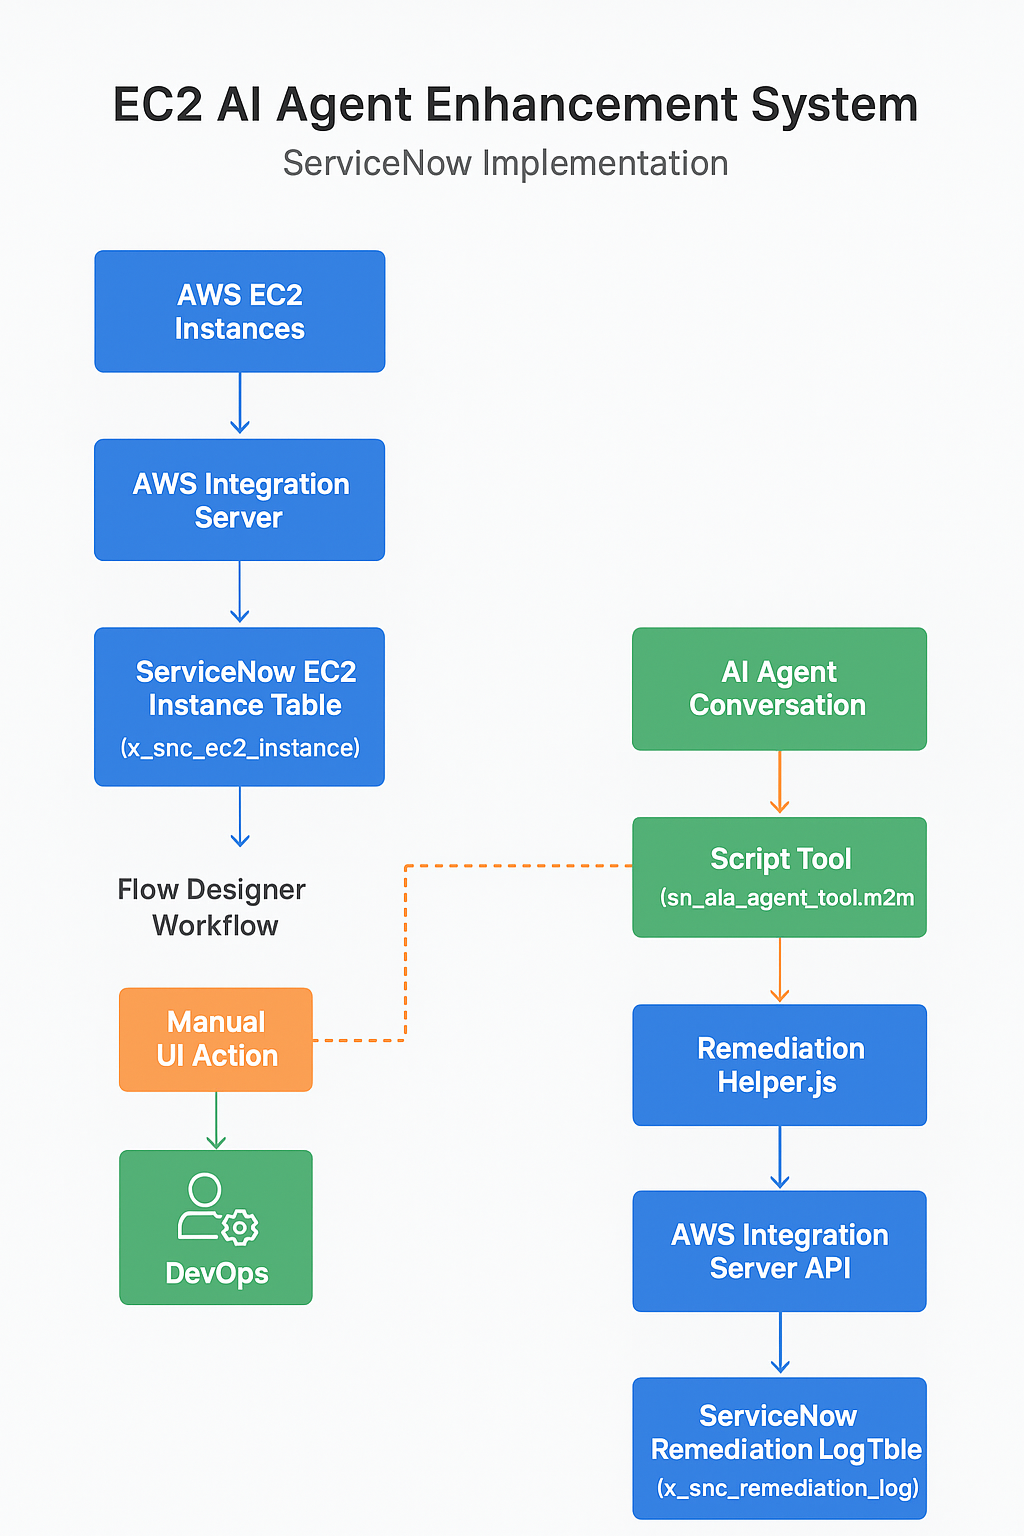 EC2 AI Agent Enhancement System
ServiceNow Implementation
AWS EC2
Instances
AWS Integration
Server
ServiceNow EC2
Instance Table
(x_snc_ec2_instance)
Flow Designer
Workflow
Manual
UI Action
DevOps
AI Agent
Conversation
Script Tool
(sn_ala_agent_tool.m2m
Remediation
Helper.js
AWS Integration
Server API
ServiceNow
Remediation Log Tble
(x_snc_remediation_log)